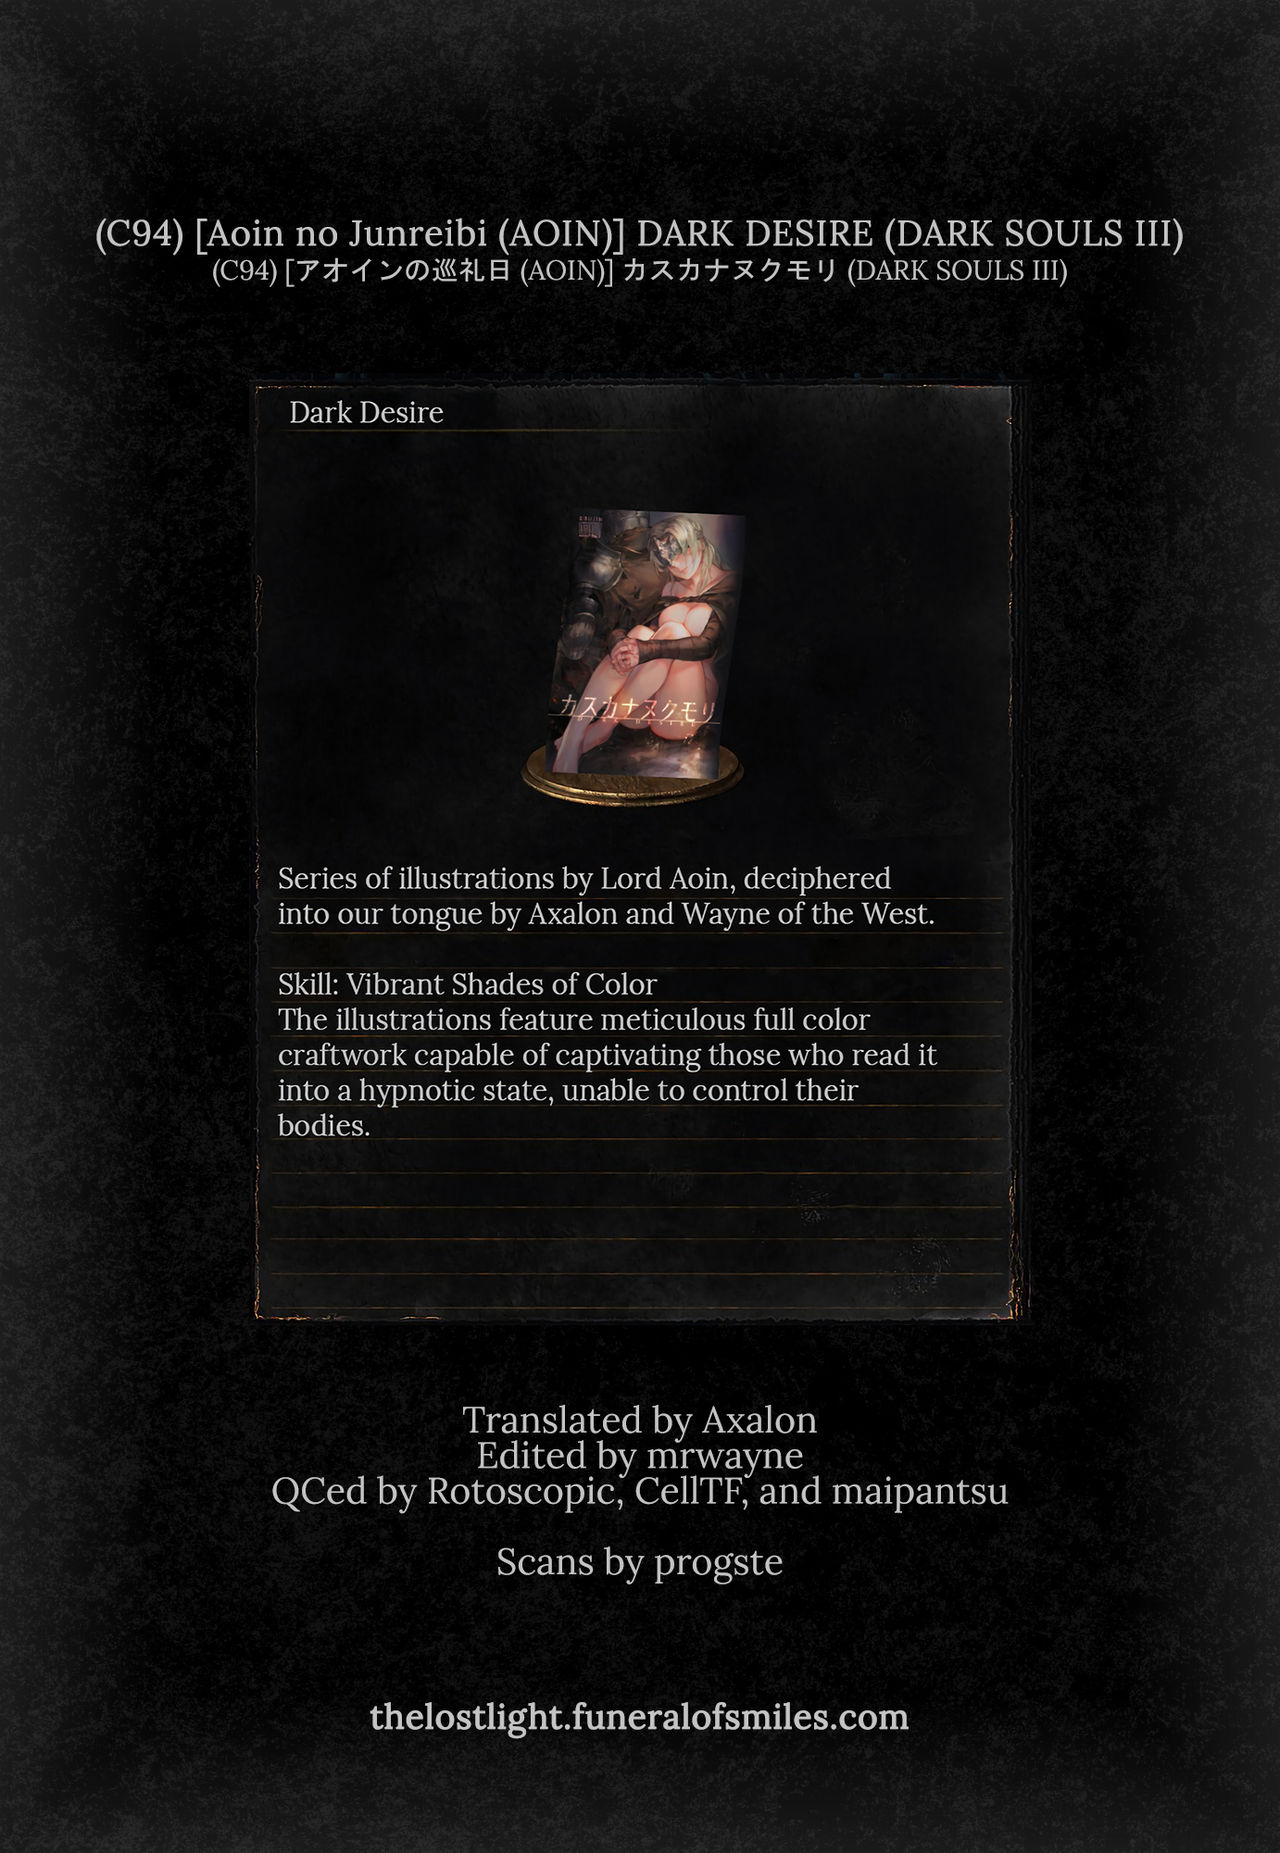 (C94) [Aoin no Junreibi (AOIN)] DARK DESIRE (DARK SOULS III)
(C94) [アオインの巡礼日 (AOIN)] カスカナヌクモリ (DARK SOULS III)
Dark Desire
カスカナヌクモリ
Series of illustrations by Lord Aoin, deciphered
into our tongue by Axalon and Wayne of the West.
Skill: Vibrant Shades of Color
The illustrations feature meticulous full color
craftwork capable of captivating those who read it
into a hypnotic state, unable to control their
bodies.
Translated by Axalon
Edited by mrwayne
QCed by Rotoscopic, CellTF, and maipantsu
Scans by progste
thelostlight.funeralofsmiles.com